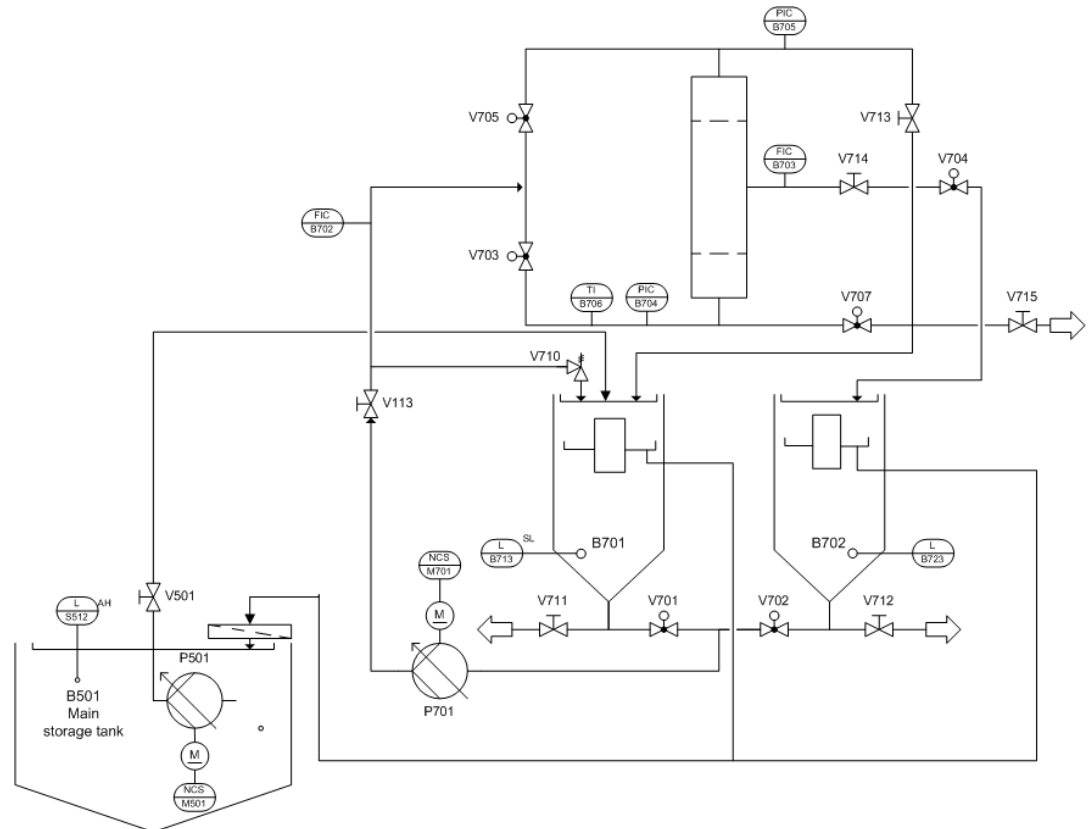 PIC
B705
V705
V713
FIC
B703
V714
V704
FIC
B702
V703
TI
B706
PIC
B704
V707
V715
V710
V113
L
B713
SL
B701
B702
L
B723
NCS
M701
M
V711
V701
V702
V712
P701
L
S512
AH
V501
P501
B501
Main
storage tank
M
NCS
M501